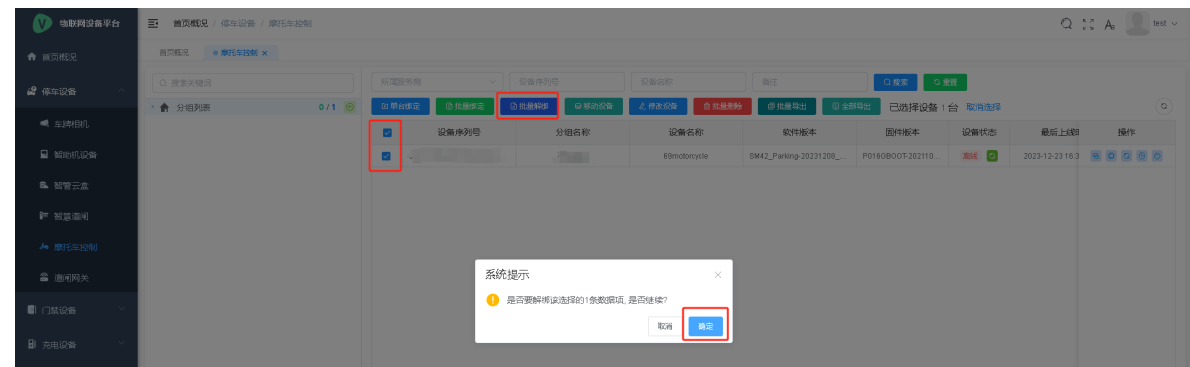 物联网设备平台
首页概况 / 停车设备 / 摩托车控制
test
首页概况
摩托车控制 ×
首页概况
停车设备
车牌相机
智助机设备
智管云盒
智慧道闸
摩托车控制
道闸网关
门禁设备
充电设备
搜索关键词
分组列表 0 / 1
所属服务商 设备序列号 设备名称 备注 搜索 重置
单台绑定 批量绑定 批量解绑 移动设备 修改设备 批量删除 批量导出 全部导出 已选择设备 1 台 取消选择
设备序列号 分组名称 设备名称 软件版本 固件版本 设备状态 最后上线 操作
69motorcycle SM42_Parking-20231208_... P0160BOOT-202110... 离线 2023-12-23 16:3
系统提示
是否要解绑该选择的1条数据项, 是否继续?
取消 确定